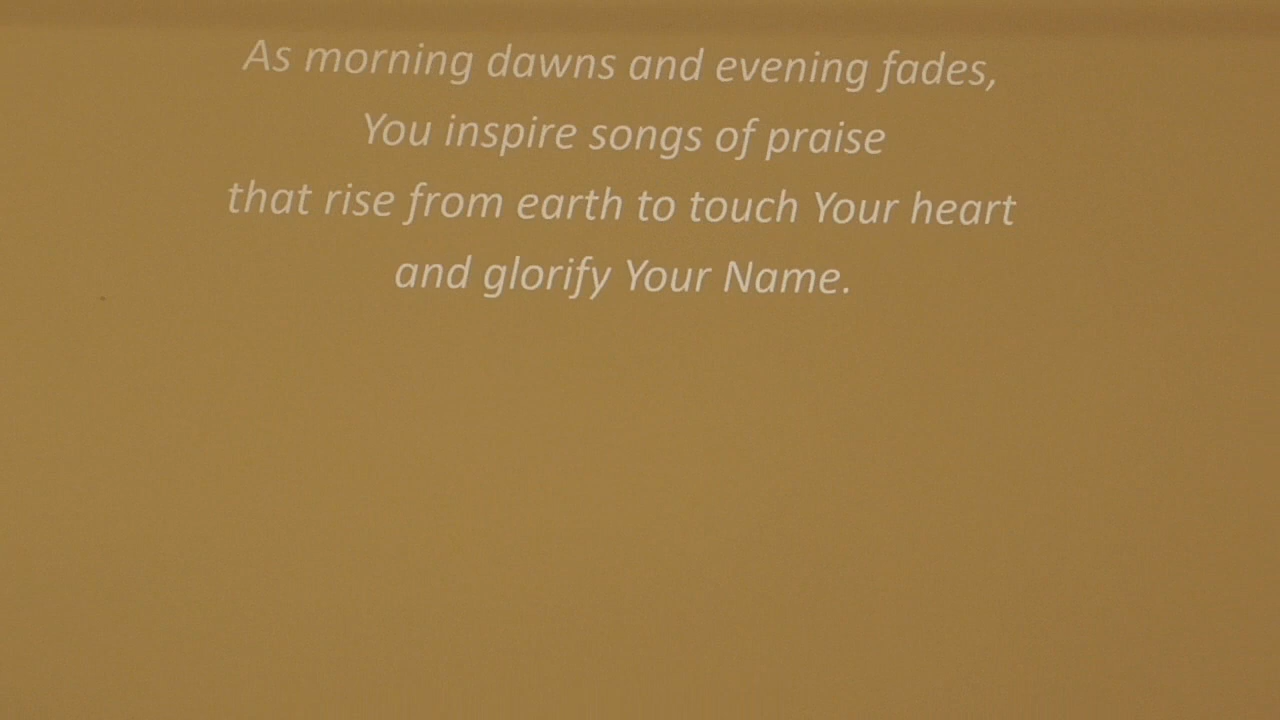 As morning dawns and evening fades,
You inspire songs of praise
that rise from earth to touch Your heart
and glorify Your Name.